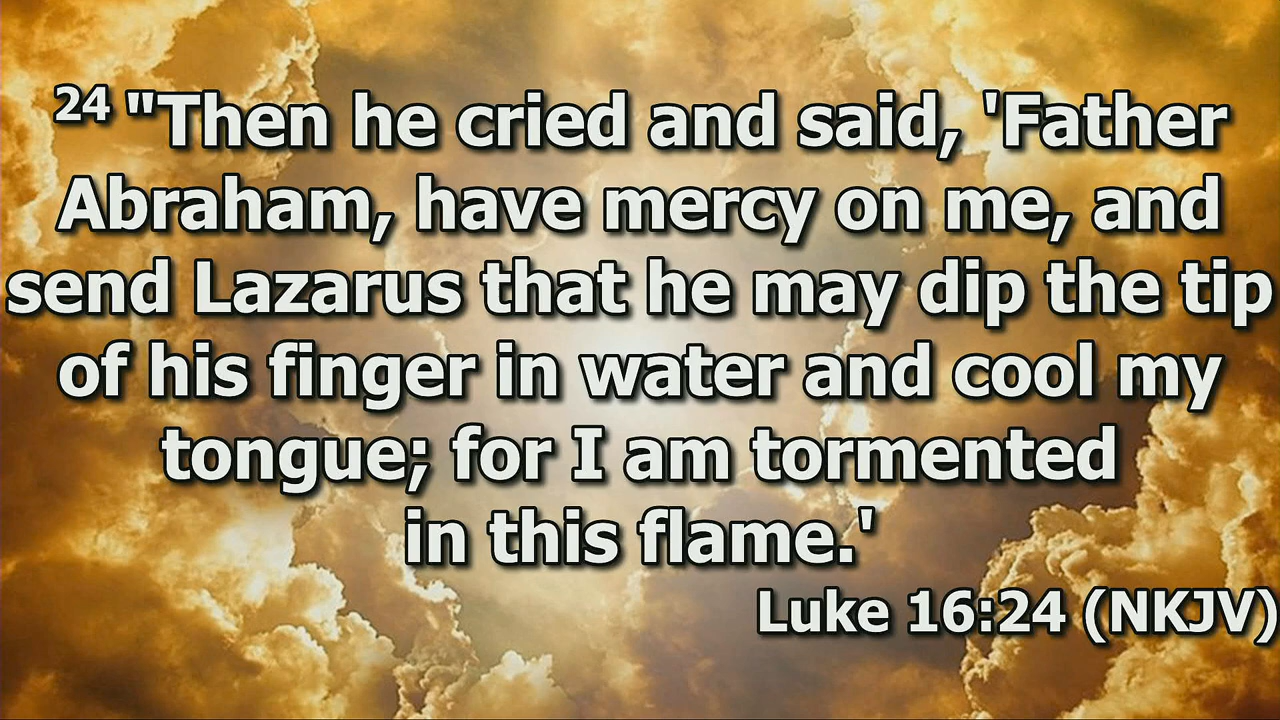 24 "Then he cried and said, 'Father
Abraham, have mercy on me, and
send Lazarus that he may dip the tip
of his finger in water and cool my
tongue; for I am tormented
in this flame.'
Luke 16:24 (NKJV)